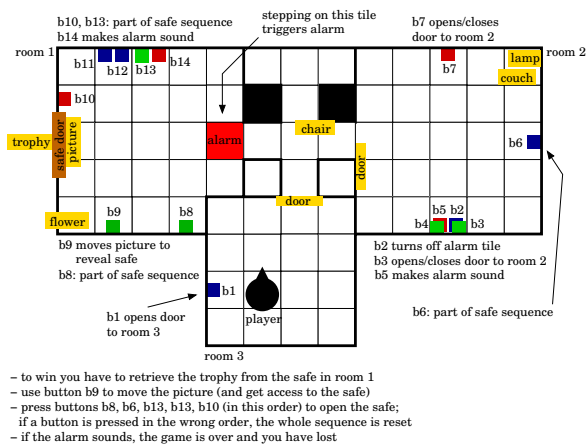 b10, b13: part of safe sequence
b14 makes alarm sound
stepping on this tile
triggers alarm
b7 opens/closes
door to room 2
room 1
room 2
b11
b12
b13
b14
b7
lamp
couch
b10
trophy
safe door
picture
alarm
chair
b6
door
door
flower
b9
b8
b5
b2
b4
b3
b9 moves picture to
reveal safe
b8: part of safe sequence
b2 turns off alarm tile
b3 opens/closes door to room 2
b5 makes alarm sound
b1
b6: part of safe sequence
b1 opens door
to room 3
player
room 3
– to win you have to retrieve the trophy from the safe in room 1
– use button b9 to move the picture (and get access to the safe)
– press buttons b8, b6, b13, b13, b10 (in this order) to open the safe;
if a button is pressed in the wrong order, the whole sequence is reset
– if the alarm sounds, the game is over and you have lost